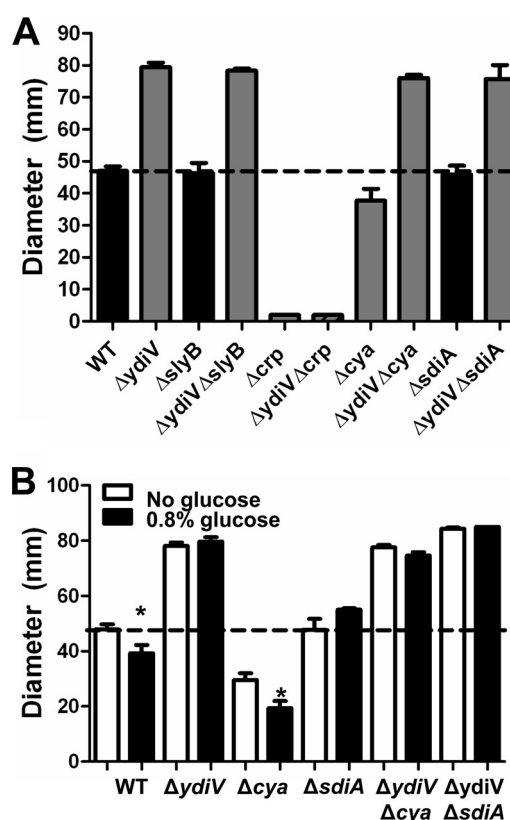 A
Diameter (mm)
90
80
70
60
50
40
30
20
10
0
WT
ΔydiV
ΔslyB
ΔydiVΔslyB
Δcrp
ΔydiVΔcrp
Δcya
ΔydiVΔcya
ΔsdiA
ΔydiVΔsdiA
B
Diameter (mm)
100
80
60
40
20
0
No glucose
0.8% glucose
*
*
WT ΔydiV Δcya ΔsdiA ΔydiV ΔydiV
Δcya ΔsdiA